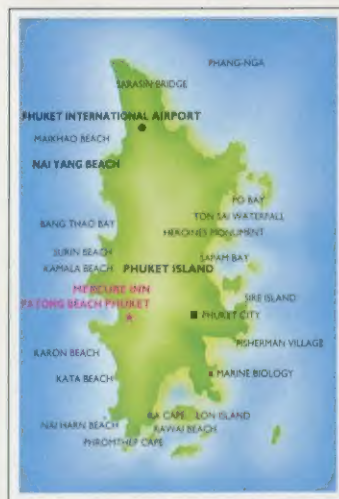 PHANG-NGA
SARASIN BRIDGE
PHUKET INTERNATIONAL AIRPORT
MAIKHAO BEACH
NAI YANG BEACH
PO BAY
TON SAI WATERFALL
BANG THAO BAY
HEROINES MONUMENT
SURIN BEACH
SAPAM BAY
KAMALA BEACH
PHUKET ISLAND
MERCURE INN
PATONG BEACH PHUKET
SIRE ISLAND
PHUKET CITY
FISHERMAN VILLAGE
KARON BEACH
MARINE BIOLOGY
KATA BEACH
KA CAPE
LON ISLAND
NAI HARN BEACH
RAWAI BEACH
PHROMTHEP CAPE